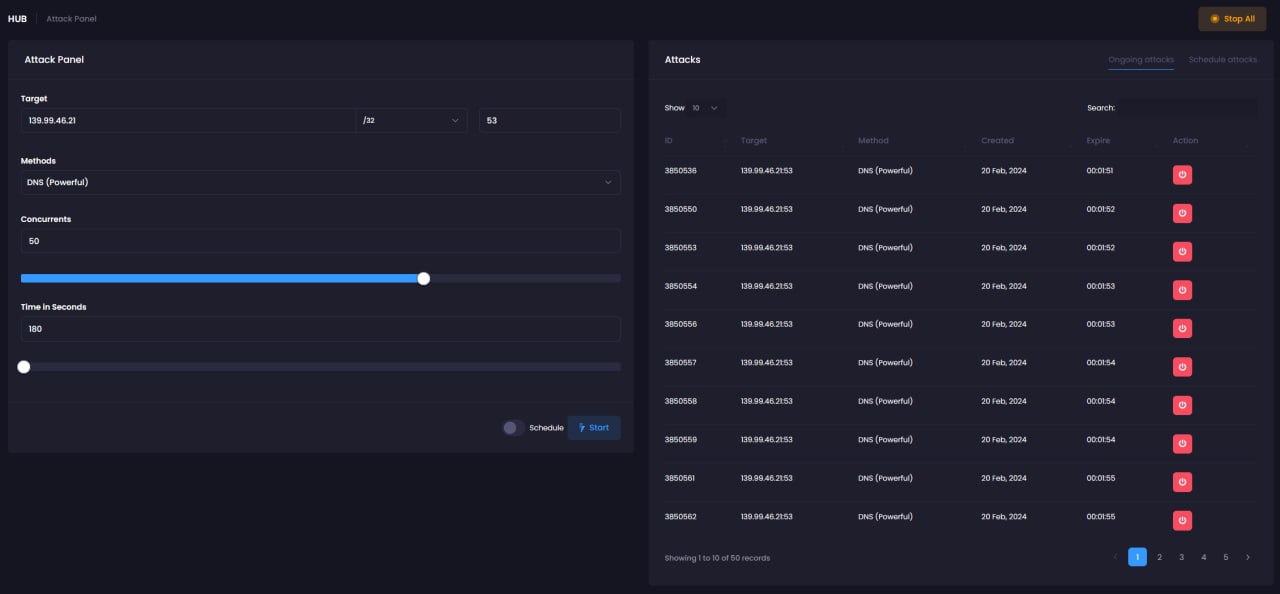 HUB Attack Panel
Stop All
Attack Panel
Target
139.99.46.21 /32 53
Methods
DNS (Powerful)
Concurrents
50
Time in Seconds
180
Schedule Start
Attacks Ongoing attacks Schedule attacks
Show 10 Search:
ID Target Method Created Expire Action
3850536 139.99.46.21:53 DNS (Powerful) 20 Feb, 2024 00:01:51
3850550 139.99.46.21:53 DNS (Powerful) 20 Feb, 2024 00:01:52
3850553 139.99.46.21:53 DNS (Powerful) 20 Feb, 2024 00:01:52
3850554 139.99.46.21:53 DNS (Powerful) 20 Feb, 2024 00:01:53
3850556 139.99.46.21:53 DNS (Powerful) 20 Feb, 2024 00:01:53
3850557 139.99.46.21:53 DNS (Powerful) 20 Feb, 2024 00:01:54
3850558 139.99.46.21:53 DNS (Powerful) 20 Feb, 2024 00:01:54
3850559 139.99.46.21:53 DNS (Powerful) 20 Feb, 2024 00:01:54
3850561 139.99.46.21:53 DNS (Powerful) 20 Feb, 2024 00:01:55
3850562 139.99.46.21:53 DNS (Powerful) 20 Feb, 2024 00:01:55
Showing 1 to 10 of 50 records 1 2 3 4 5